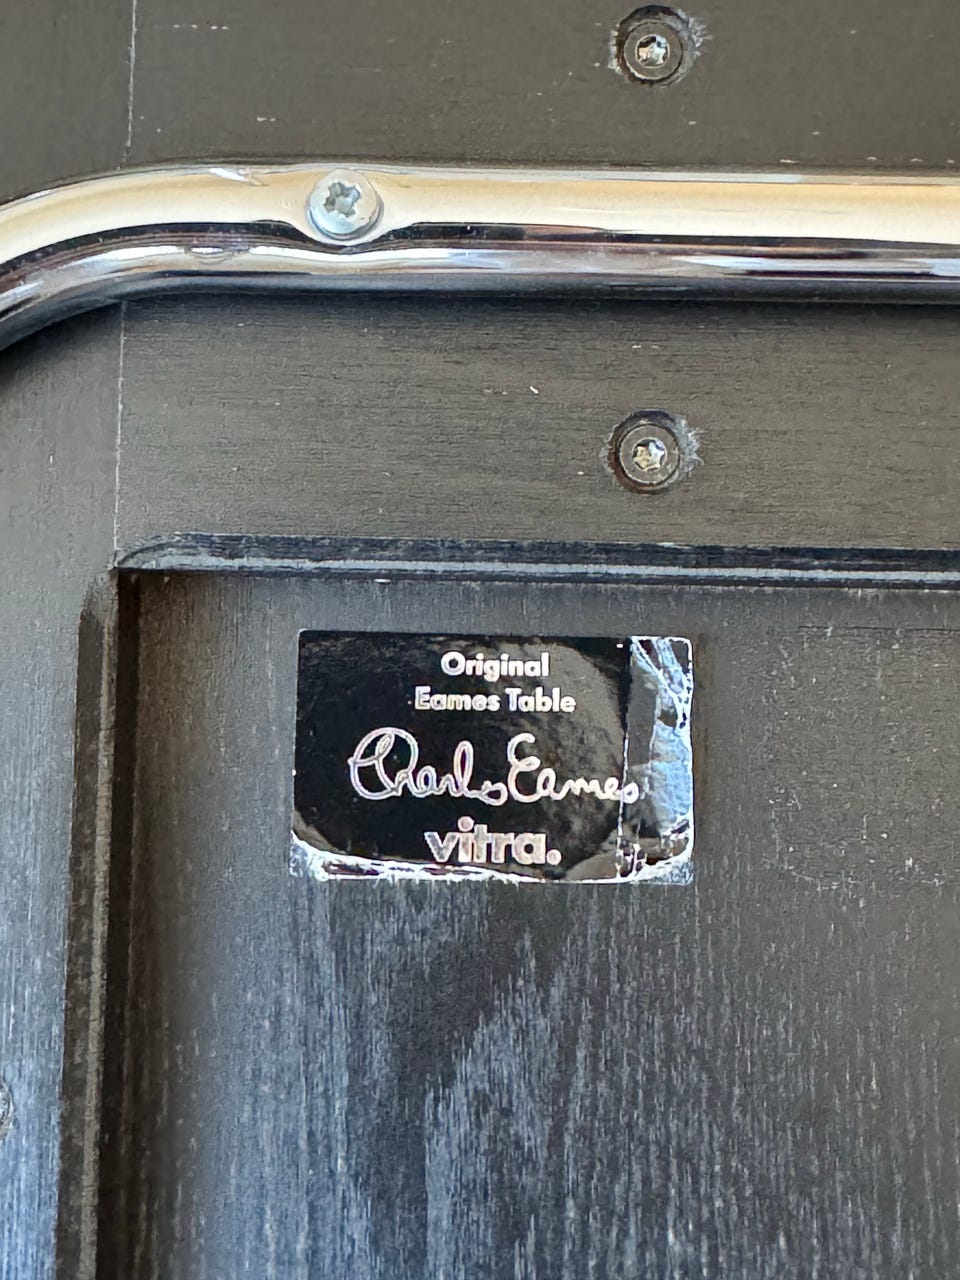 Original
Eames Table
Charles Eames
vitra.